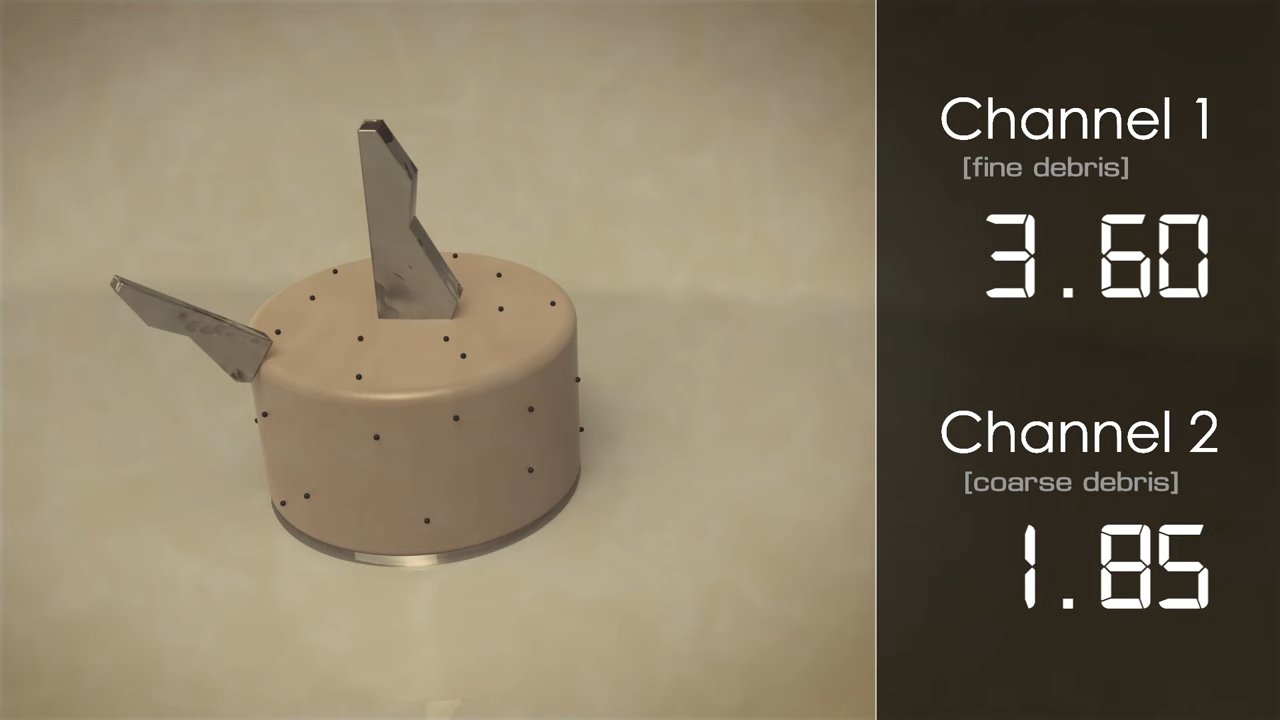 Channel 1
[fine debris]
3.60
Channel 2
[coarse debris]
1.85